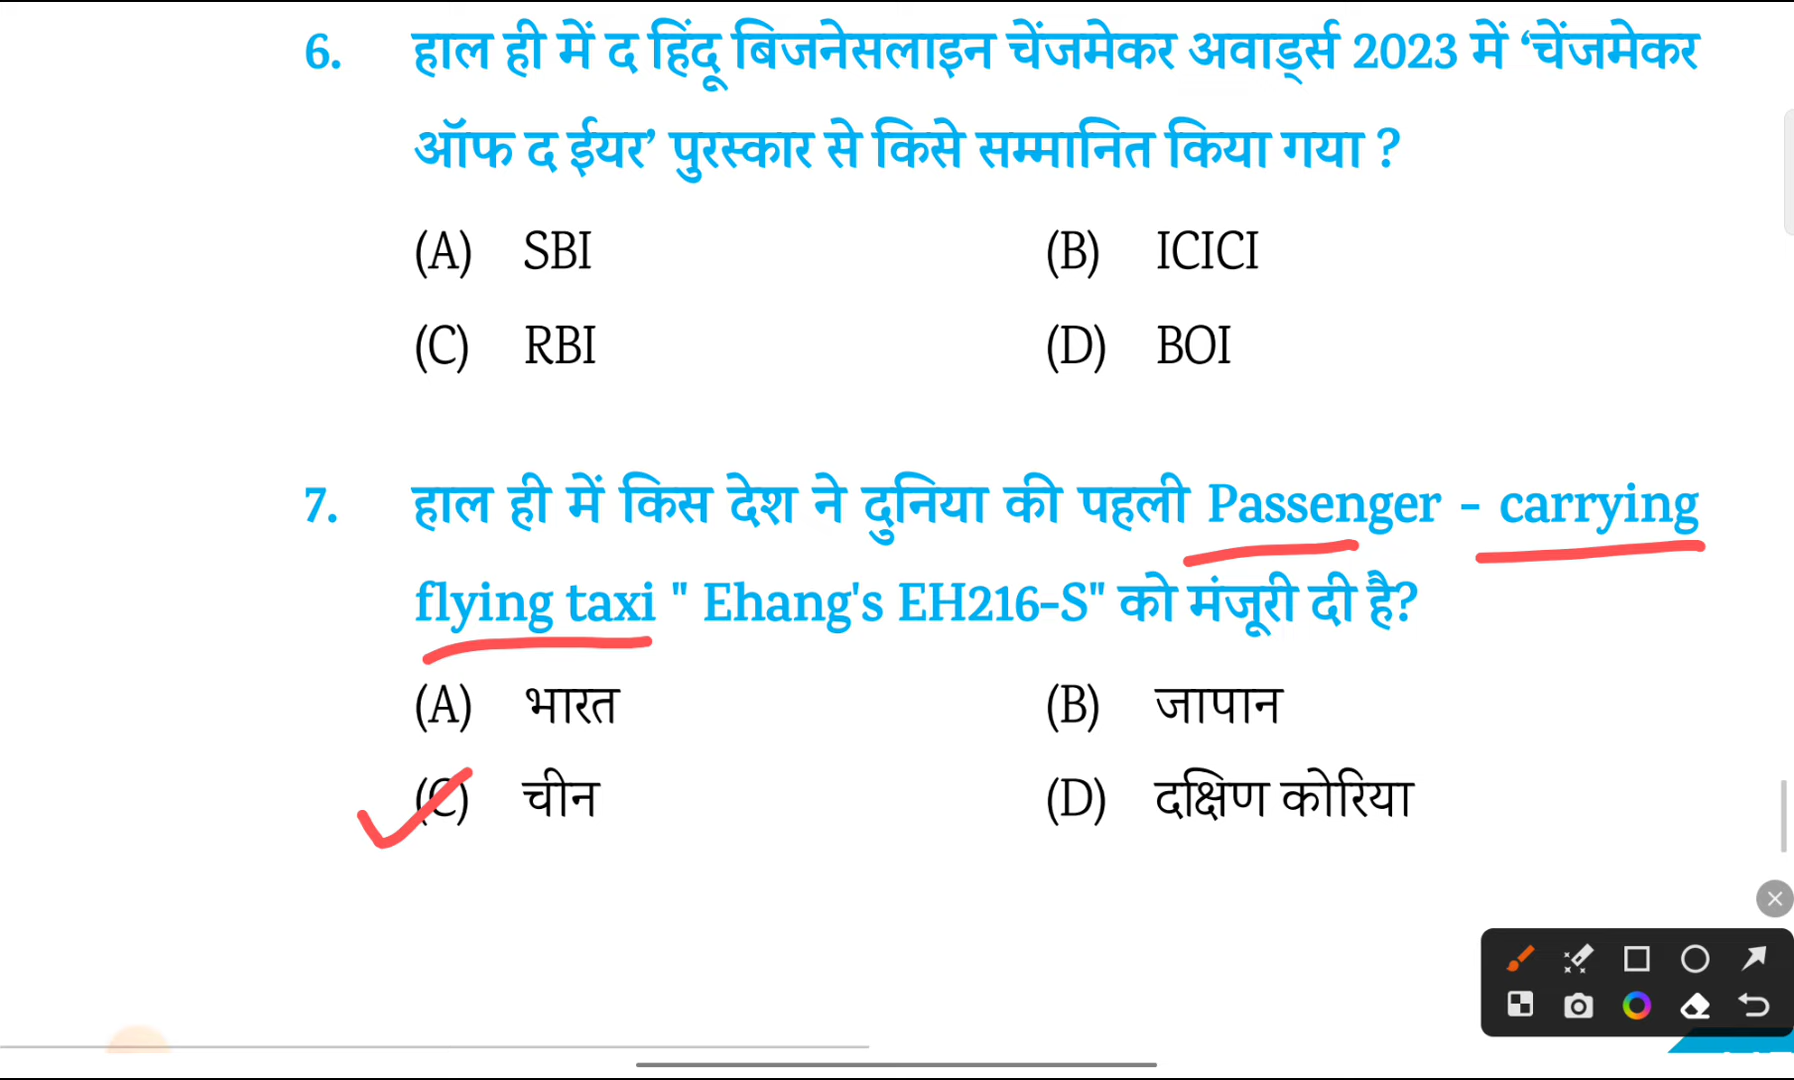 6. हाल ही में द हिंदू बिजनेसलाइन चेंजमेकर अवार्ड्स 2023 में ‘चेंजमेकर
ऑफ द ईयर’ पुरस्कार से किसे सम्मानित किया गया ?
(A) SBI (B) ICICI
(C) RBI (D) BOI
7. हाल ही में किस देश ने दुनिया की पहली Passenger - carrying
flying taxi " Ehang's EH216-S" को मंजूरी दी है?
(A) भारत (B) जापान
(C) चीन (D) दक्षिण कोरिया